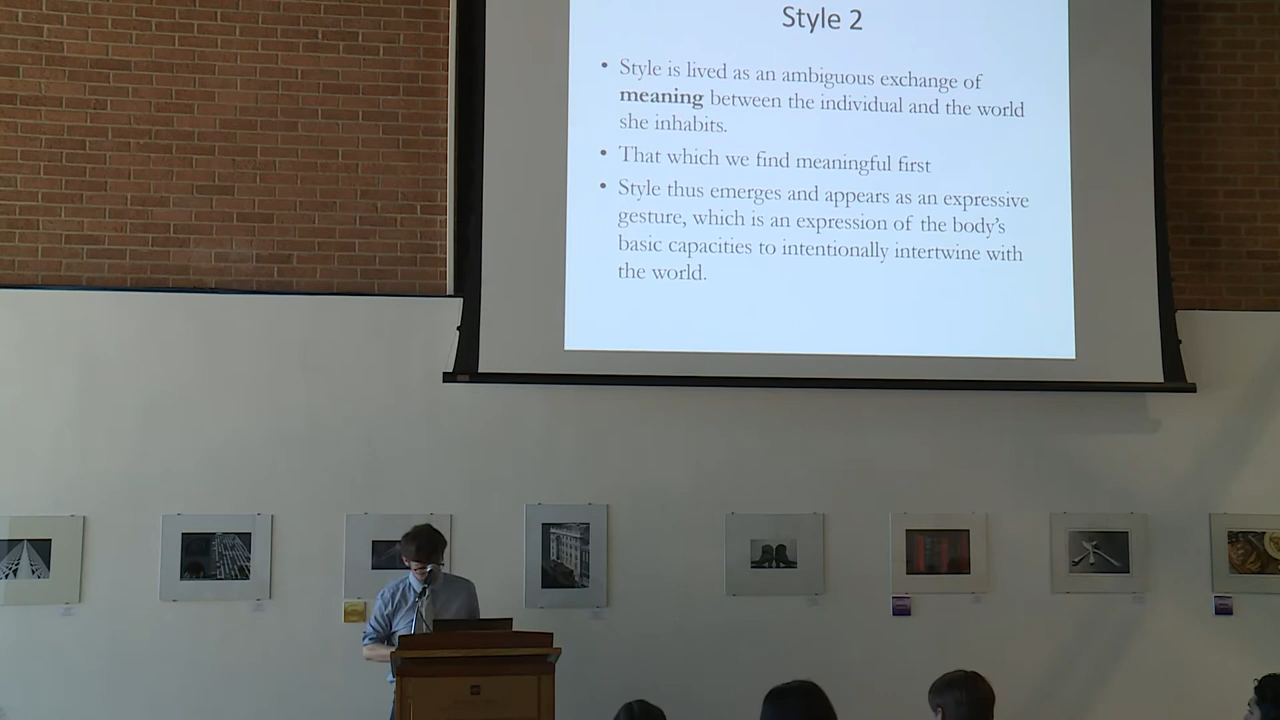 Style 2
• Style is lived as an ambiguous exchange of
meaning between the individual and the world
she inhabits.
• That which we find meaningful first
• Style thus emerges and appears as an expressive
gesture, which is an expression of the body's
basic capacities to intentionally intertwine with
the world.